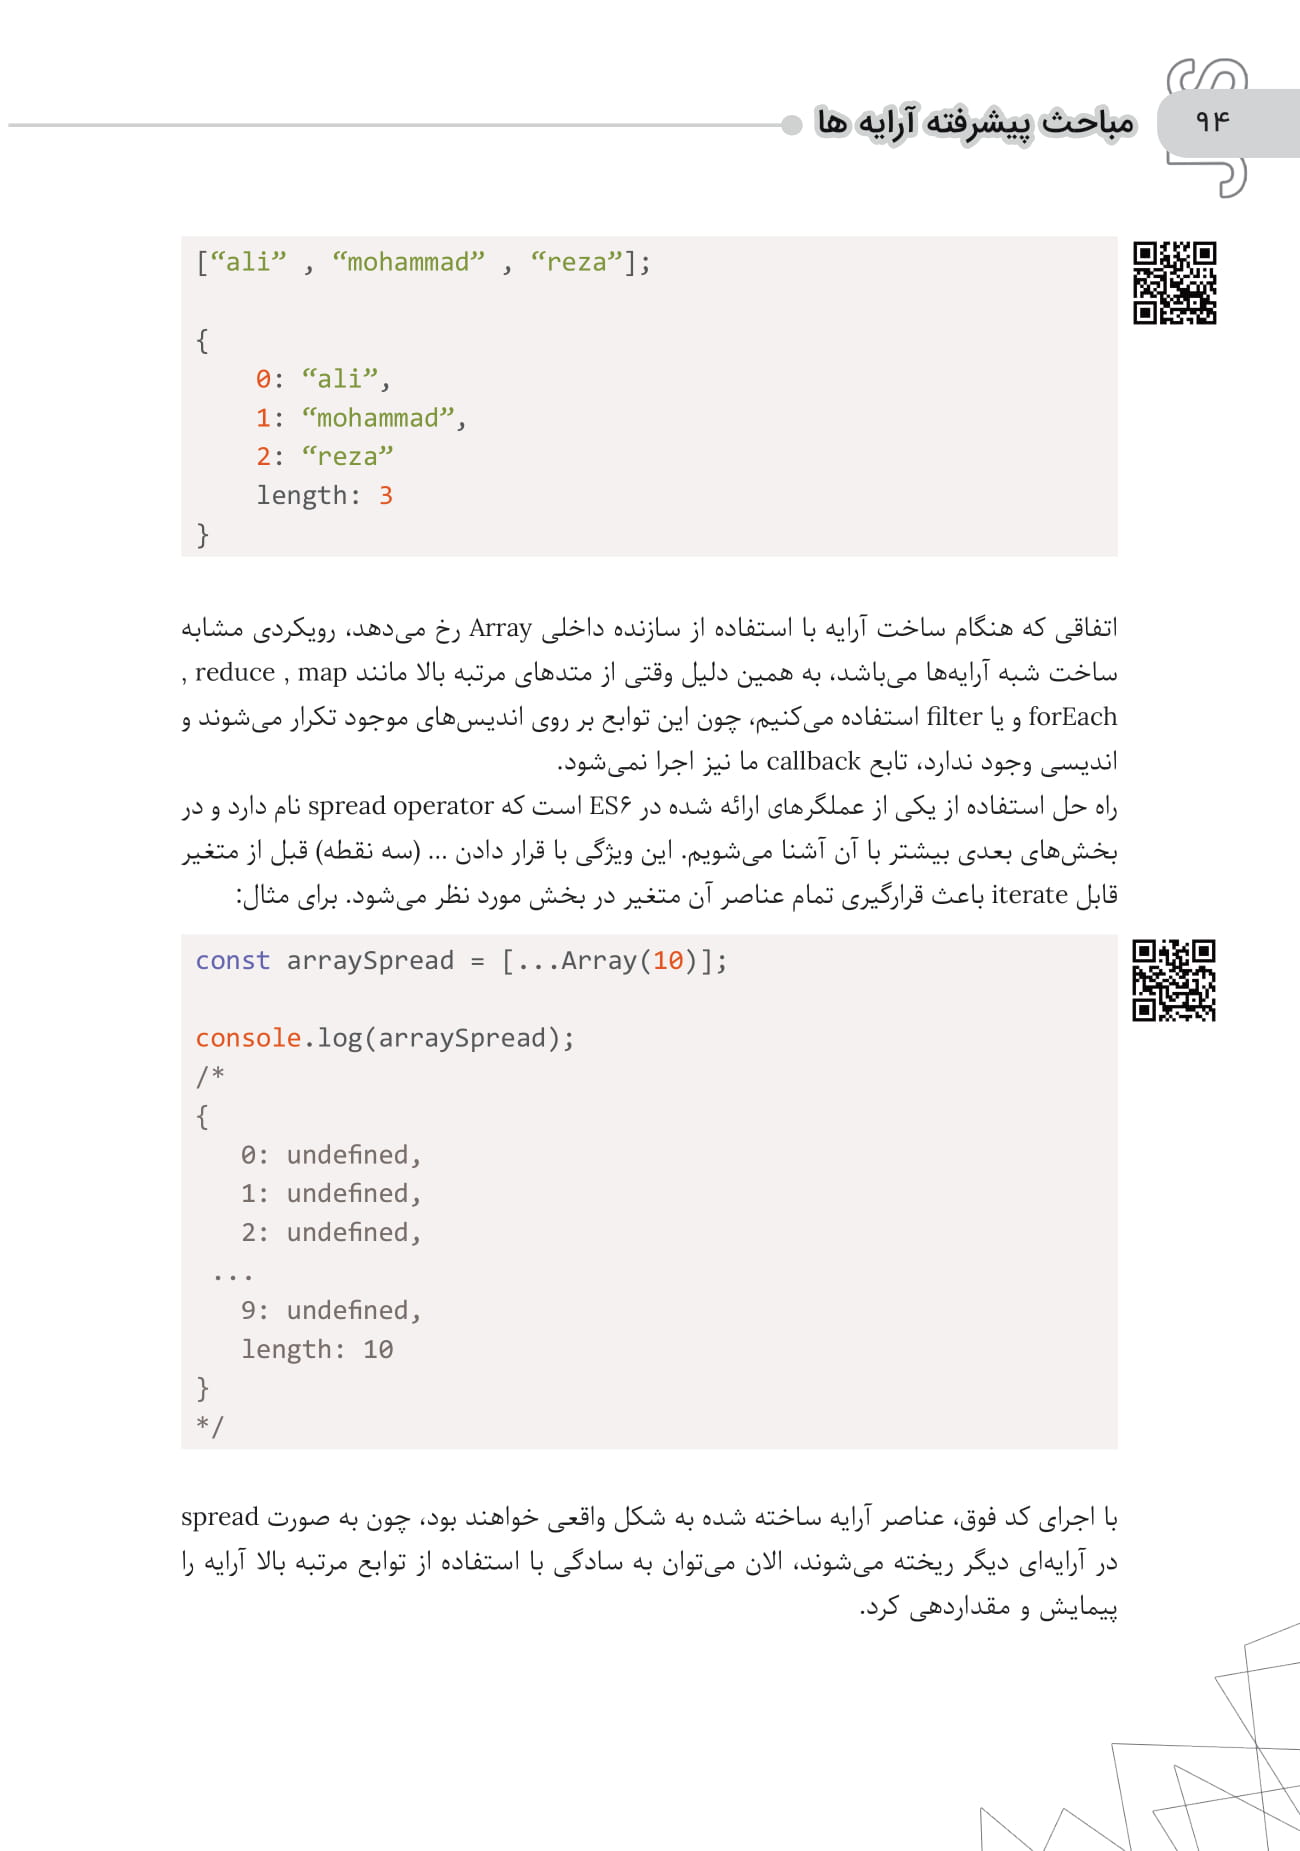 ۹۴
مباحث پیشرفته آرایه ها
[“ali” , “mohammad” , “reza”];
{
0: “ali”,
1: “mohammad”,
2: “reza”
length: 3
}
اتفاقی که هنگام ساخت آرایه با استفاده از سازنده داخلی Array رخ می‌دهد، رویکردی مشابه
ساخت شبه آرایه‌ها می‌باشد، به همین دلیل وقتی از متدهای مرتبه بالا مانند reduce , map ,
forEach و یا filter استفاده می‌کنیم، چون این توابع بر روی اندیس‌های موجود تکرار می‌شوند و
اندیسی وجود ندارد، تابع callback ما نیز اجرا نمی‌شود.
راه حل استفاده از یکی از عملگرهای ارائه شده در ES۶ است که spread operator نام دارد و در
بخش‌های بعدی بیشتر با آن آشنا می‌شویم. این ویژگی با قرار دادن ... (سه نقطه) قبل از متغیر
قابل iterate باعث قرارگیری تمام عناصر آن متغیر در بخش مورد نظر می‌شود. برای مثال:
const arraySpread = [...Array(10)];
console.log(arraySpread);
/*
{
0: undefined,
1: undefined,
2: undefined,
...
9: undefined,
length: 10
}
*/
با اجرای کد فوق، عناصر آرایه ساخته شده به شکل واقعی خواهند بود، چون به صورت spread
در آرایه‌ای دیگر ریخته می‌شوند، الان می‌توان به سادگی با استفاده از توابع مرتبه بالا آرایه را
پیمایش و مقداردهی کرد.